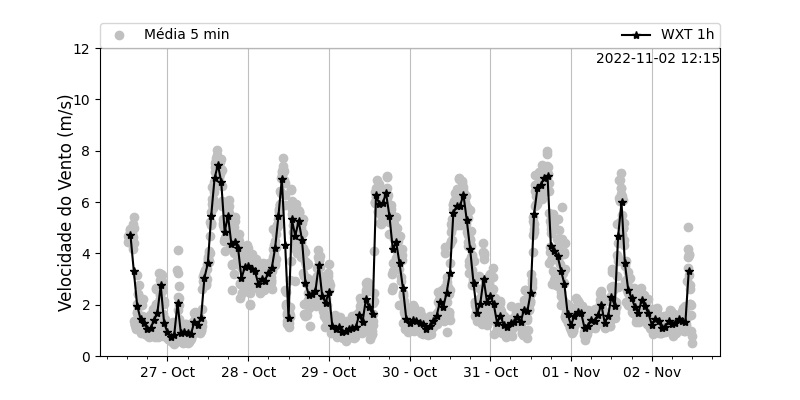 Média 5 min WXT 1h
2022-11-02 12:15
Velocidade do Vento (m/s)
12
10
8
6
4
2
0
27 - Oct 28 - Oct 29 - Oct 30 - Oct 31 - Oct 01 - Nov 02 - Nov